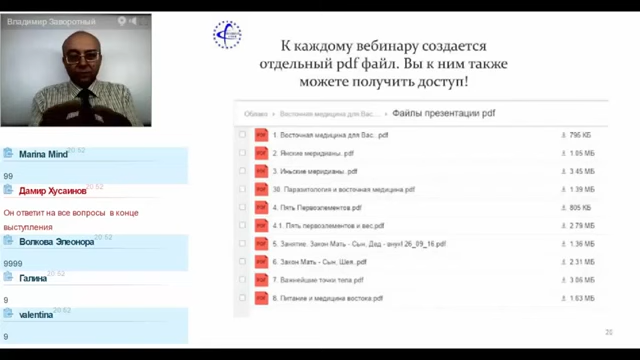 Владимир Заворотный
К каждому вебинару создается
отдельный pdf файл. Вы к ним также
можете получить доступ!
Облако
Восточная медицина для Вас...
Файлы презентации pdf
1. Восточная медицина для Вас..pdf 795 КБ
2. Янские меридианы..pdf 1.05 МБ
3. Иньские меридианы..pdf 3.45 МБ
Паразитология и восточная медицина.pdf 1.39 МБ
4. Пять Первоэлементов.pdf 805 КБ
4.1. Пять первоэлементов и вес.pdf 2.79 МБ
5. Занятие. Закон Мать - Сын, Дед - внук! 26_09_16.pdf 1.36 МБ
6. Закон Мать - Сын, Шея..pdf 2.31 МБ
7. Важнейшие точки тела.pdf 3.06 МБ
8. Питание и медицина востока.pdf 1.63 МБ
20
Marina Mind 20:52
99
Дамир Хусаинов 20:52
Он ответит на все вопросы в конце
выступления
Волкова Элеонора 20:52
9999
Галина 20:52
9
valentina 20:52
9